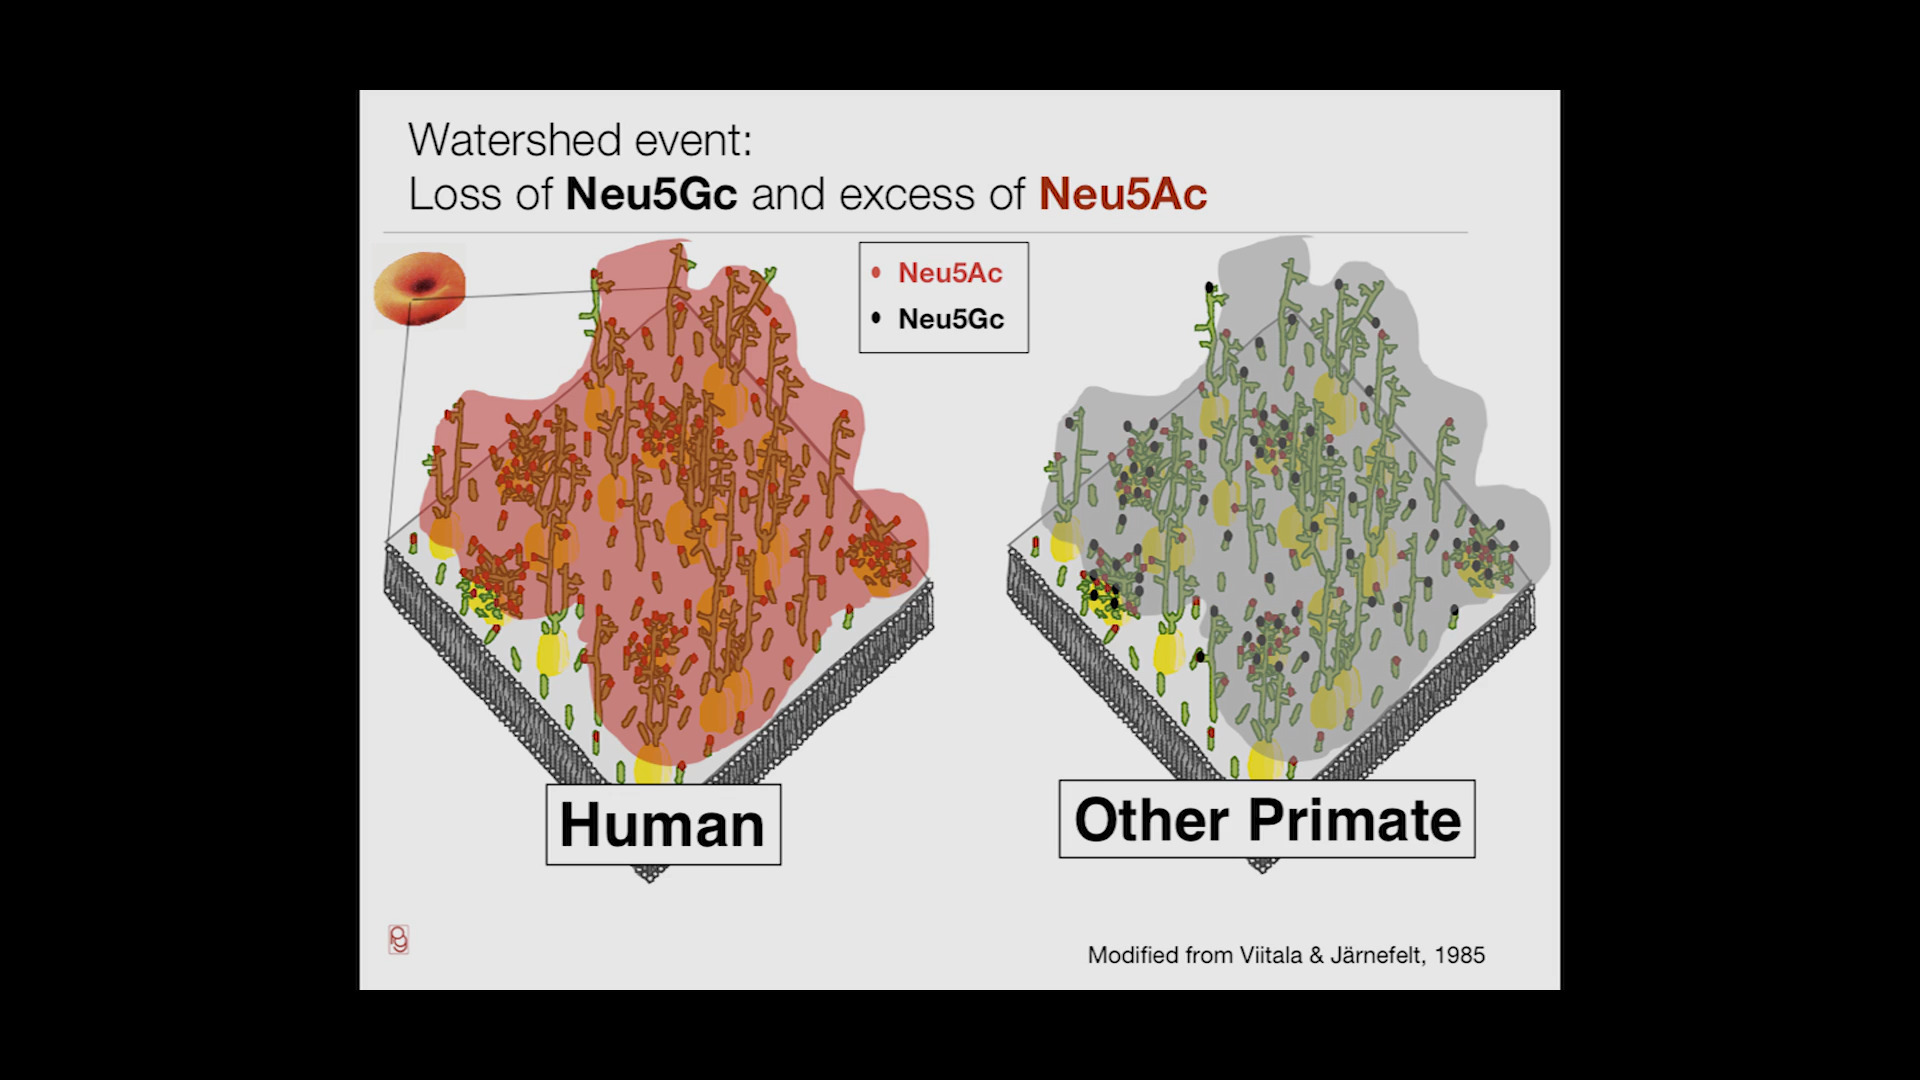 Watershed event:
Loss of Neu5Gc and excess of Neu5Ac
Neu5Ac
Neu5Gc
Human
Other Primate
Modified from Viitala & Järnefelt, 1985